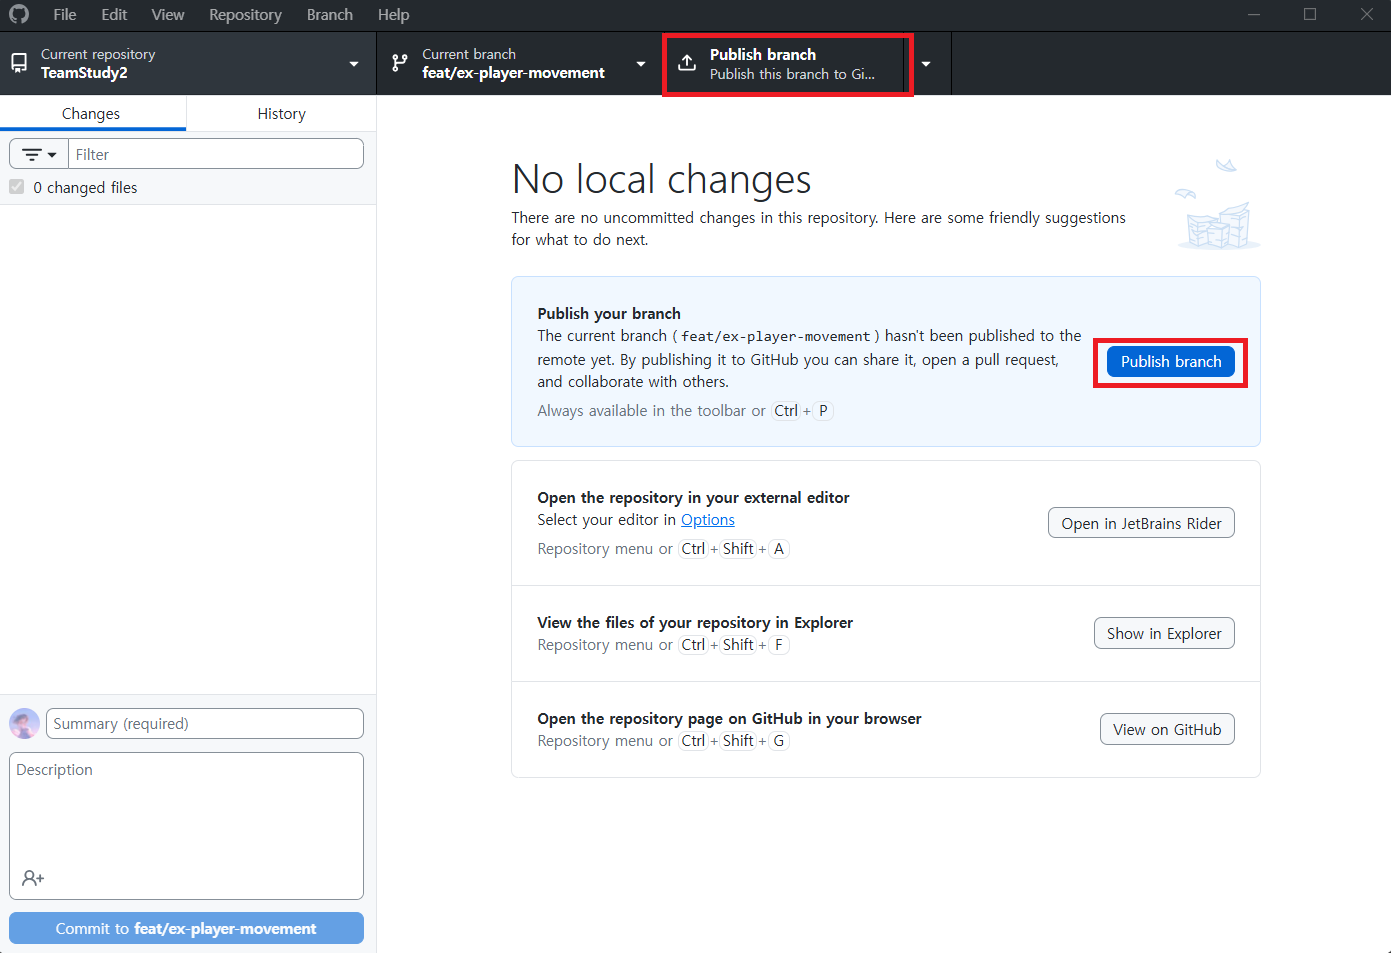 File Edit View Repository Branch Help
Current repository
TeamStudy2
Current branch
feat/ex-player-movement
Publish branch
Publish this branch to Gi...
Changes
History
Filter
0 changed files
No local changes
There are no uncommitted changes in this repository. Here are some friendly suggestions
for what to do next.
Publish your branch
The current branch (feat/ex-player-movement) hasn't been published to the
remote yet. By publishing it to GitHub you can share it, open a pull request,
and collaborate with others.
Always available in the toolbar or Ctrl + P
Publish branch
Open the repository in your external editor
Select your editor in Options
Repository menu or Ctrl + Shift + A
Open in JetBrains Rider
View the files of your repository in Explorer
Repository menu or Ctrl + Shift + F
Show in Explorer
Open the repository page on GitHub in your browser
Repository menu or Ctrl + Shift + G
View on GitHub
Summary (required)
Description
Commit to feat/ex-player-movement